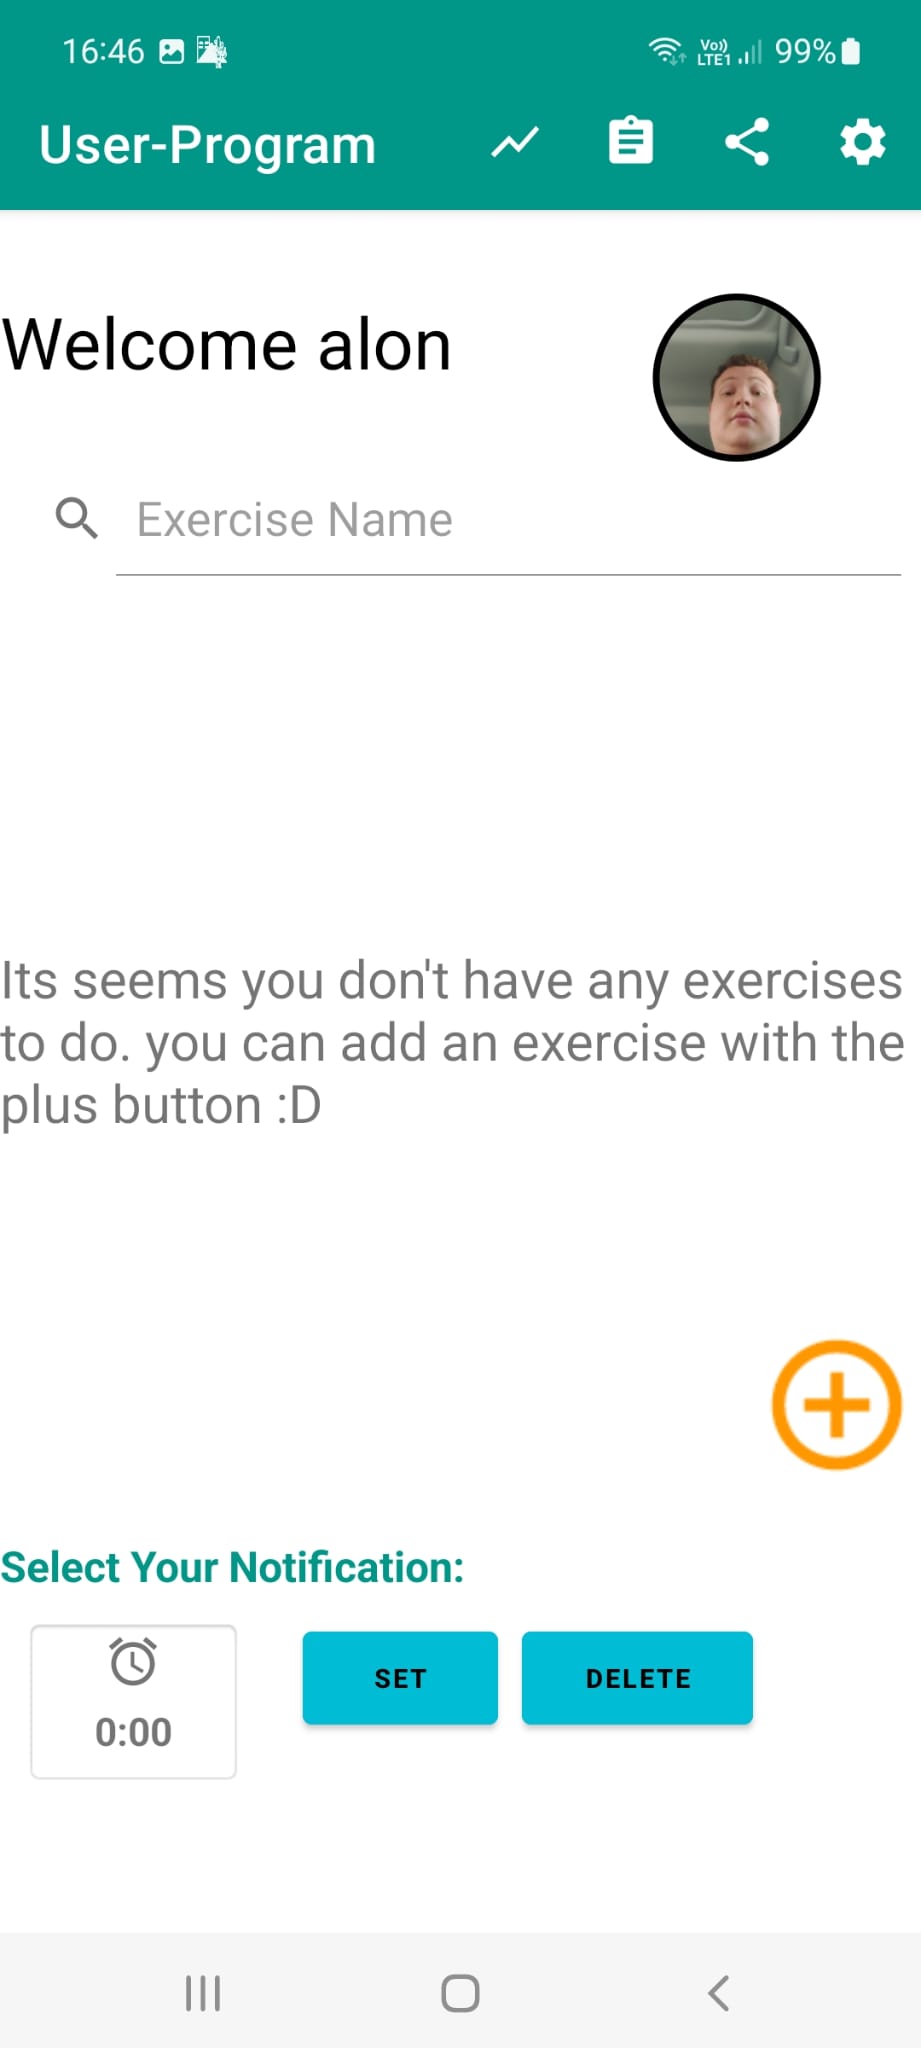 16:46 Vo)) LTE1 99%
User-Program
Welcome alon
Exercise Name
Its seems you don't have any exercises
to do. you can add an exercise with the
plus button :D
Select Your Notification:
0:00
SET
DELETE